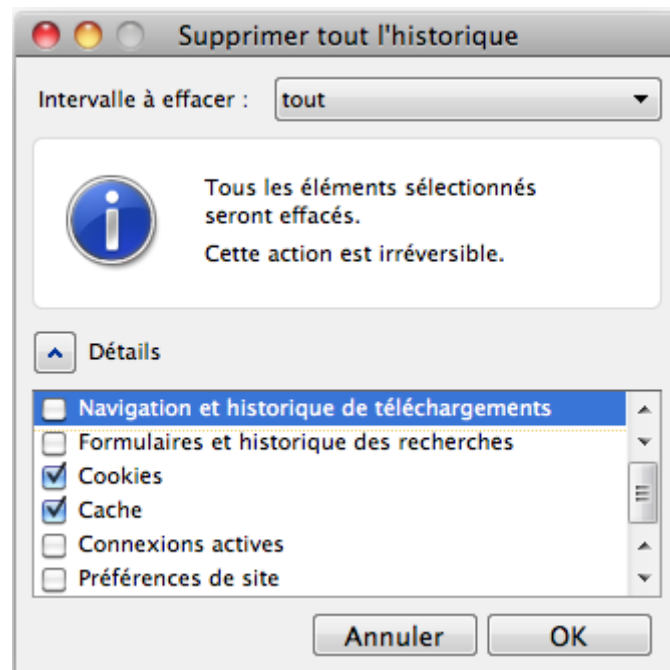 Supprimer tout l'historique
Intervalle à effacer : tout
Tous les éléments sélectionnés
seront effacés.
Cette action est irréversible.
Détails
Navigation et historique de téléchargements
Formulaires et historique des recherches
Cookies
Cache
Connexions actives
Préférences de site
Annuler OK